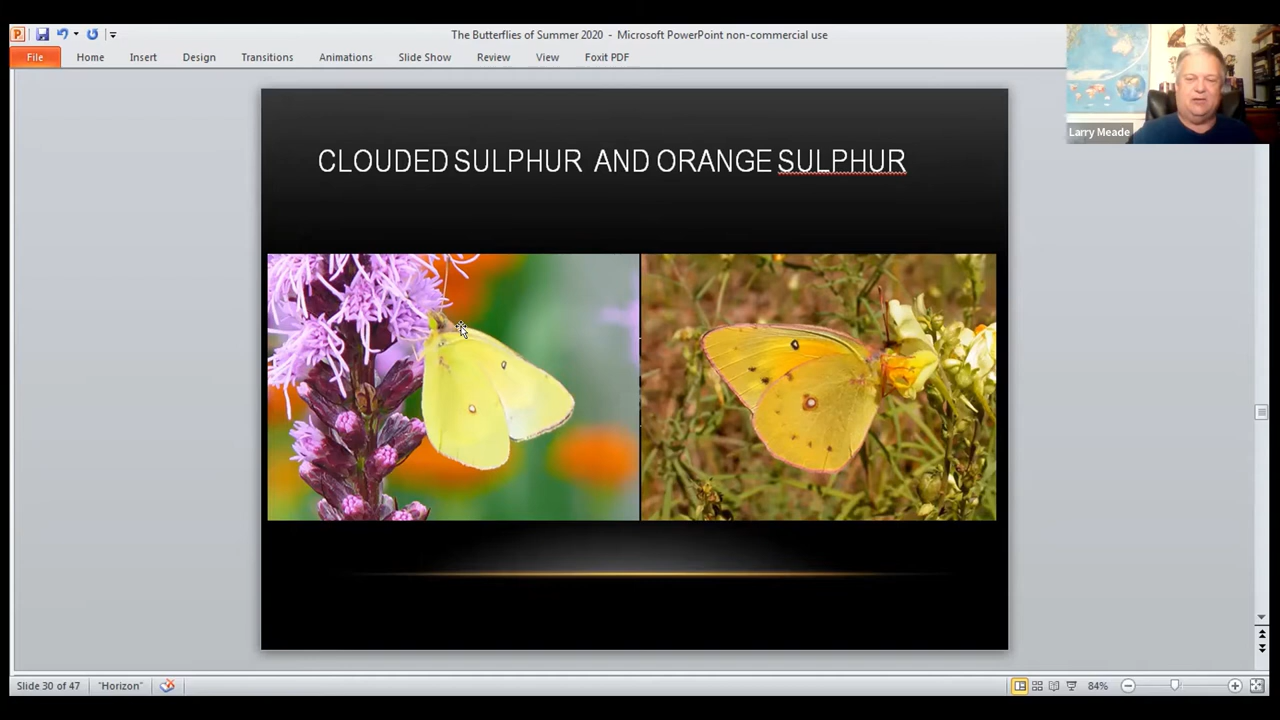 The Butterflies of Summer 2020 - Microsoft PowerPoint non-commercial use
File Home Insert Design Transitions Animations Slide Show Review View Foxit PDF
Larry Meade
CLOUDED SULPHUR AND ORANGE SULPHUR
Slide 30 of 47 "Horizon" 84%